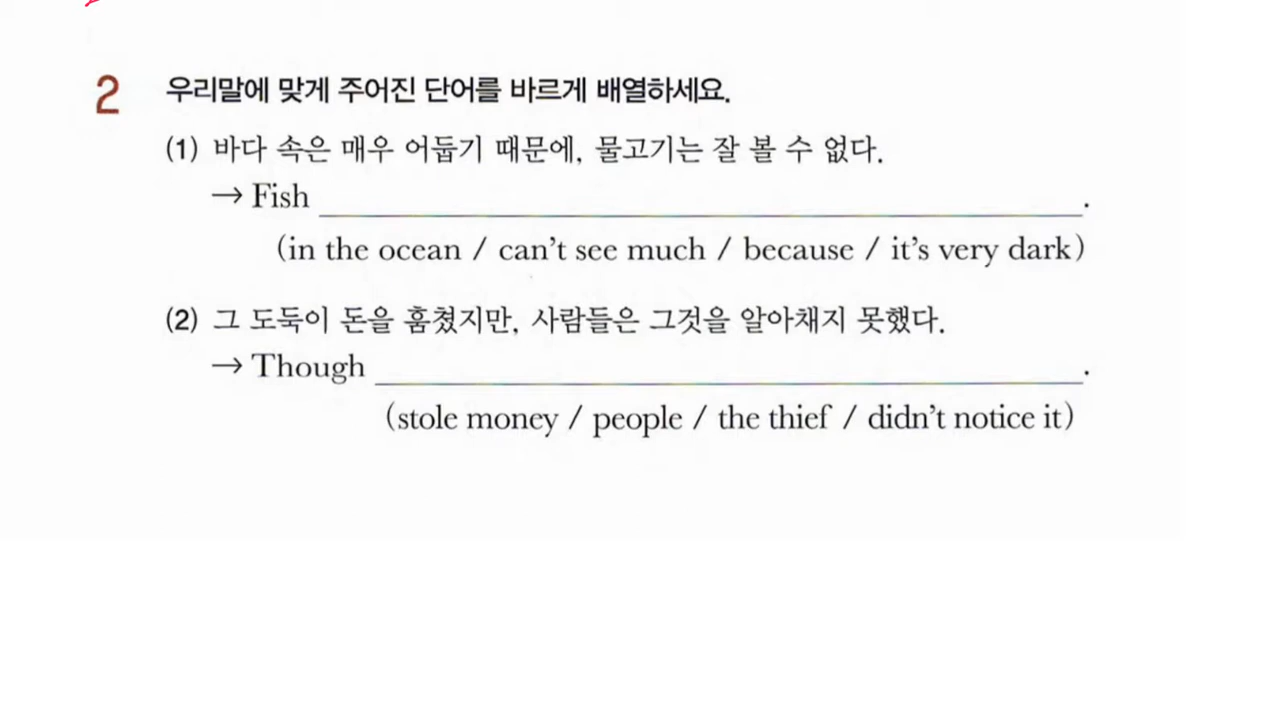 2 우리말에 맞게 주어진 단어를 바르게 배열하세요.
(1) 바다 속은 매우 어둡기 때문에, 물고기는 잘 볼 수 없다.
→ Fish ______________________________.
(in the ocean / can't see much / because / it's very dark)
(2) 그 도둑이 돈을 훔쳤지만, 사람들은 그것을 알아채지 못했다.
→ Though ______________________________.
(stole money / people / the thief / didn't notice it)